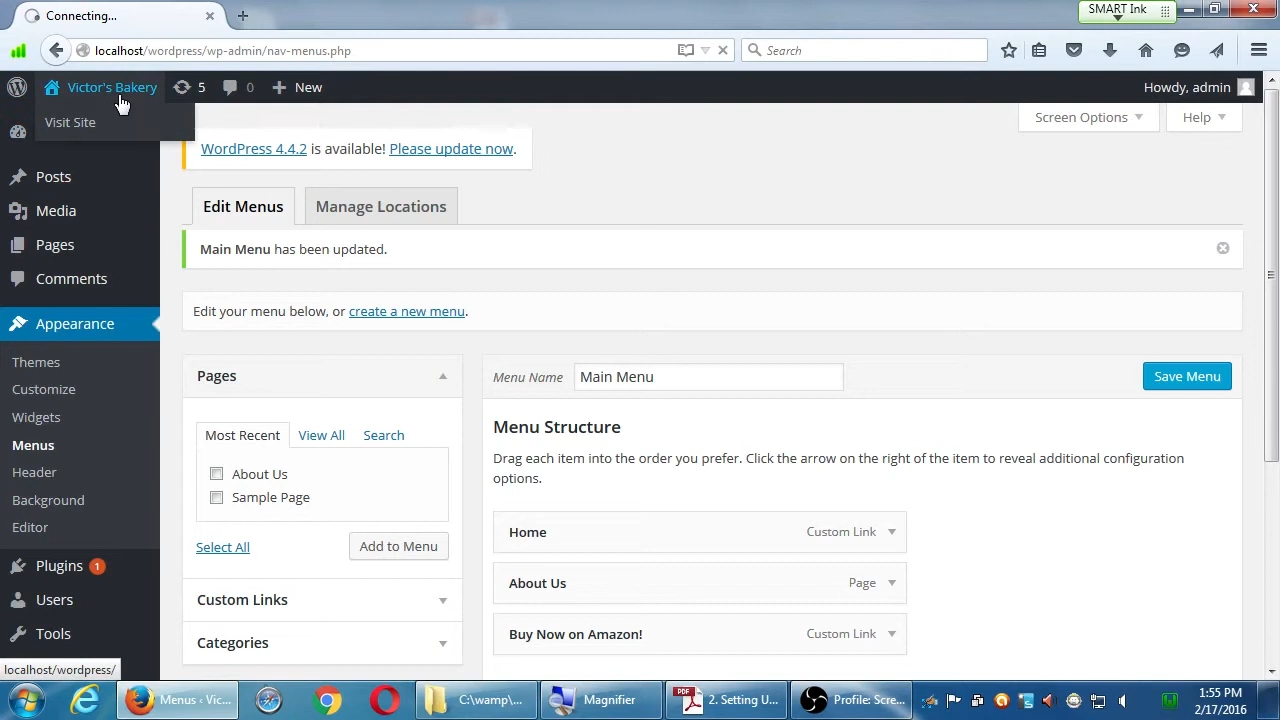 Connecting...
SMART Ink
localhost/wordpress/wp-admin/nav-menus.php
Search
Victor's Bakery
5
0
New
Howdy, admin
Visit Site
Screen Options
Help
WordPress 4.4.2 is available! Please update now.
Posts
Media
Pages
Comments
Appearance
Themes
Customize
Widgets
Menus
Header
Background
Editor
Plugins 1
Users
Tools
Edit Menus
Manage Locations
Main Menu has been updated.
Edit your menu below, or create a new menu.
Pages
Most Recent
View All
Search
About Us
Sample Page
Select All
Add to Menu
Custom Links
Categories
Menu Name
Main Menu
Save Menu
Menu Structure
Drag each item into the order you prefer. Click the arrow on the right of the item to reveal additional configuration
options.
Home
Custom Link
About Us
Page
Buy Now on Amazon!
Custom Link
localhost/wordpress/
Menus ‹ Vic...
C:\wamp\...
Magnifier
PDF
2. Setting U...
Profile: Scre...
1:55 PM
2/17/2016